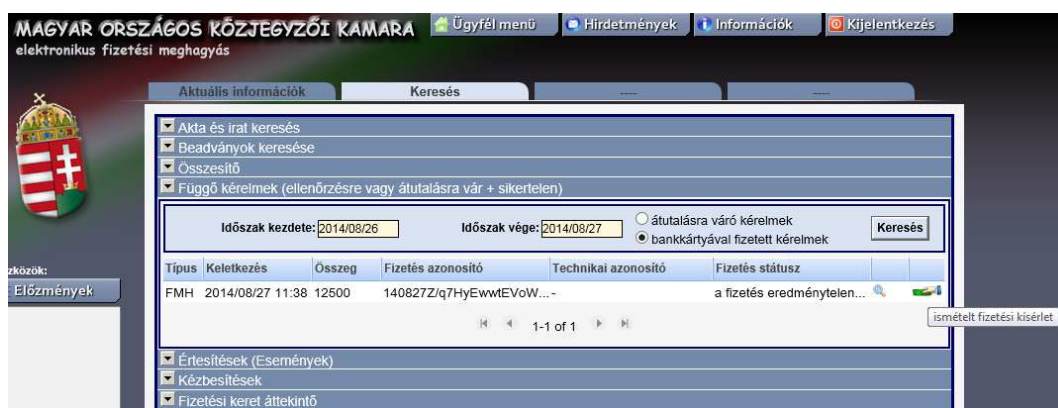 MAGYAR ORSZÁGOS KÖZJEGYZŐI KAMARA
elektronikus fizetési meghagyás
Ügyfél menü
Hirdetmények
Információk
Kijelentkezés
Aktuális információk
Keresés
----
----
Akta és irat keresés
Beadványok keresése
Összesítő
Függő kérelmek (ellenőrzésre vagy átutalásra vár + sikertelen)
Időszak kezdete: 2014/08/26 Időszak vége: 2014/08/27
átutalásra váró kérelmek
bankkártyával fizetett kérelmek
Keresés
Típus Keletkezés Összeg Fizetés azonosító Technikai azonosító Fizetés státusz
FMH 2014/08/27 11:38 12500 140827Z/q7HyEwwtEVoW... - a fizetés eredménytelen...
ismételt fizetési kísérlet
1-1 of 1
Értesítések (Események)
Kézbesítések
Fizetési keret áttekintő
zközök:
Előzmények